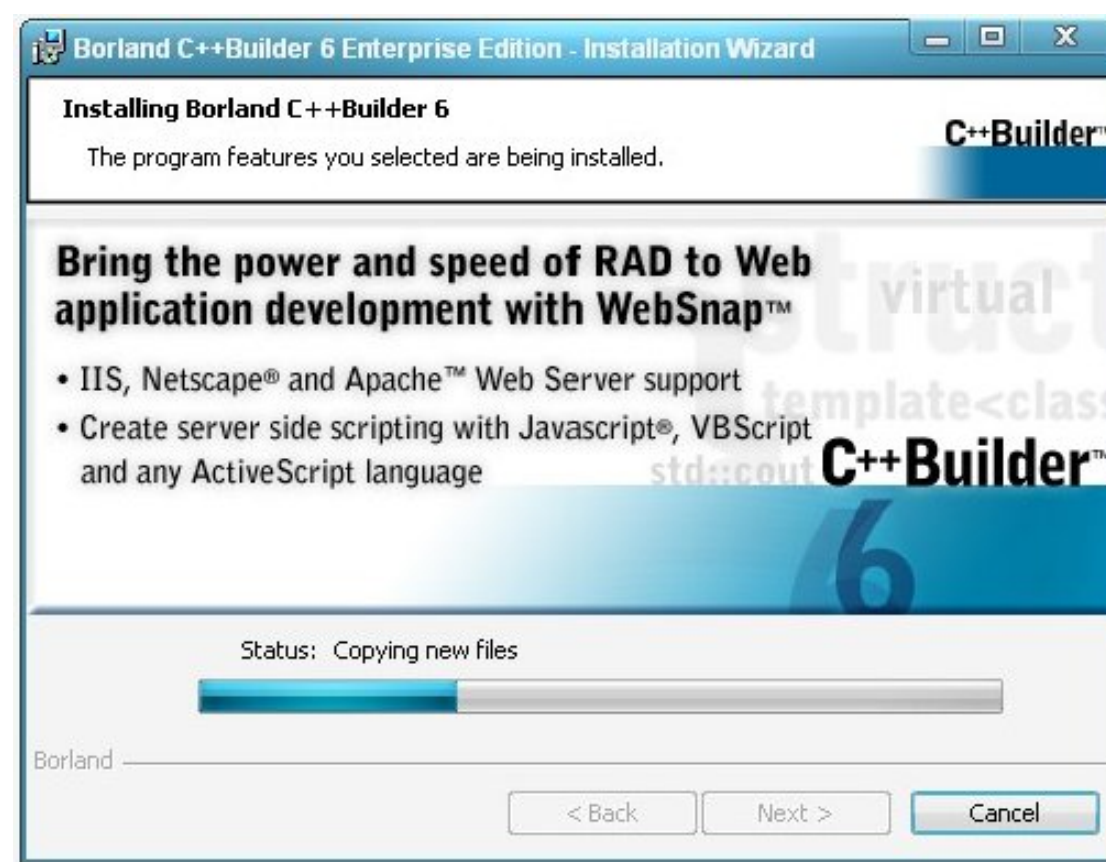 Borland C++Builder 6 Enterprise Edition - Installation Wizard
Installing Borland C++Builder 6
The program features you selected are being installed.
C++Builder™
Bring the power and speed of RAD to Web
application development with WebSnap™
• IIS, Netscape® and Apache™ Web Server support
• Create server side scripting with Javascript®, VBScript
and any ActiveScript language
struct
virtual
template<class
std::cout
C++Builder™
6
Status: Copying new files
Borland
< Back
Next >
Cancel